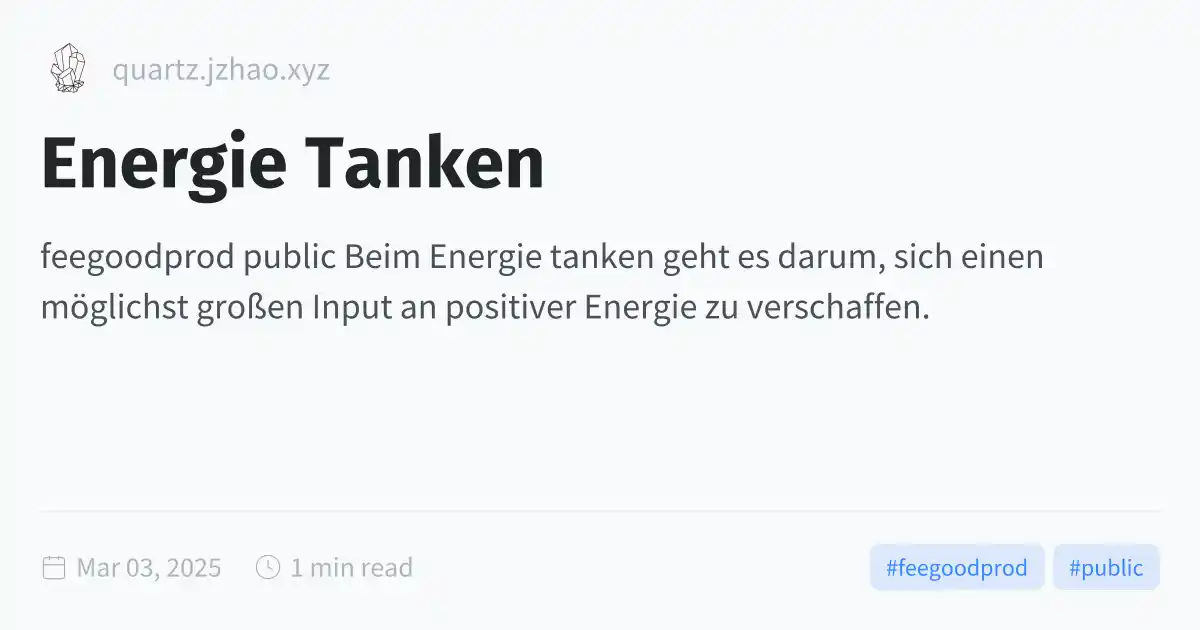 quartz.jzhao.xyz
Energie Tanken
feegoodprod public Beim Energie tanken geht es darum, sich einen
möglichst großen Input an positiver Energie zu verschaffen.
Mar 03, 2025 1 min read #feegoodprod #public